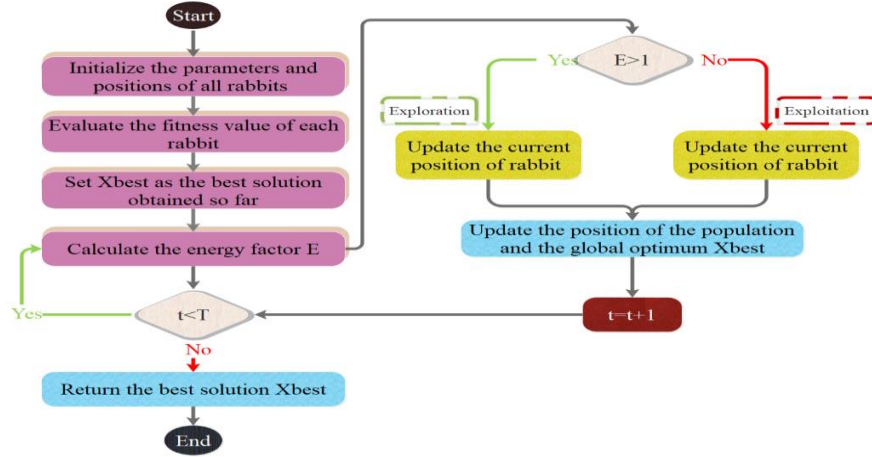 Start
Initialize the parameters and
positions of all rabbits
Evaluate the fitness value of each
rabbit
Set Xbest as the best solution
obtained so far
Calculate the energy factor E
Yes
t<T
No
Return the best solution Xbest
End
Yes
E>1
No
Exploration
Exploitation
Update the current
position of rabbit
Update the current
position of rabbit
Update the position of the population
and the global optimum Xbest
t=t+1